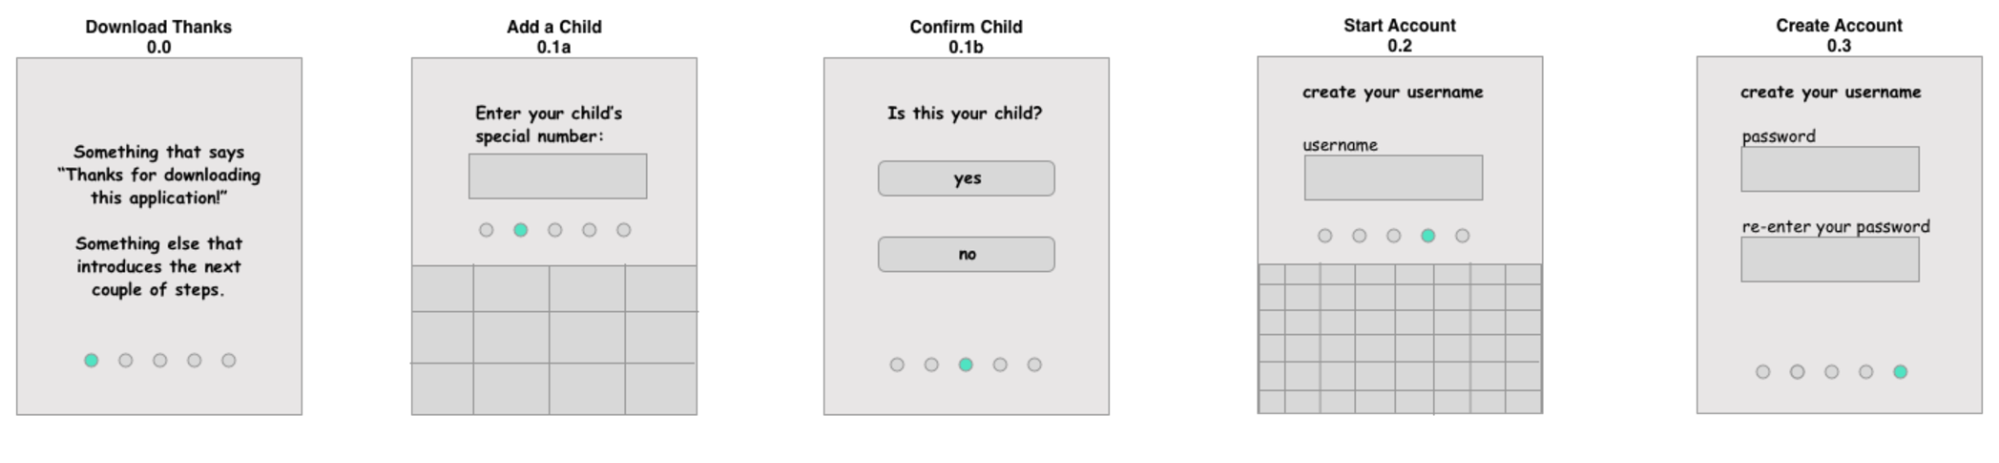 Download Thanks
0.0
Something that says
“Thanks for downloading
this application!”
Something else that
introduces the next
couple of steps.
Add a Child
0.1a
Enter your child's
special number:
Confirm Child
0.1b
Is this your child?
yes
no
Start Account
0.2
create your username
username
Create Account
0.3
create your username
password
re-enter your password